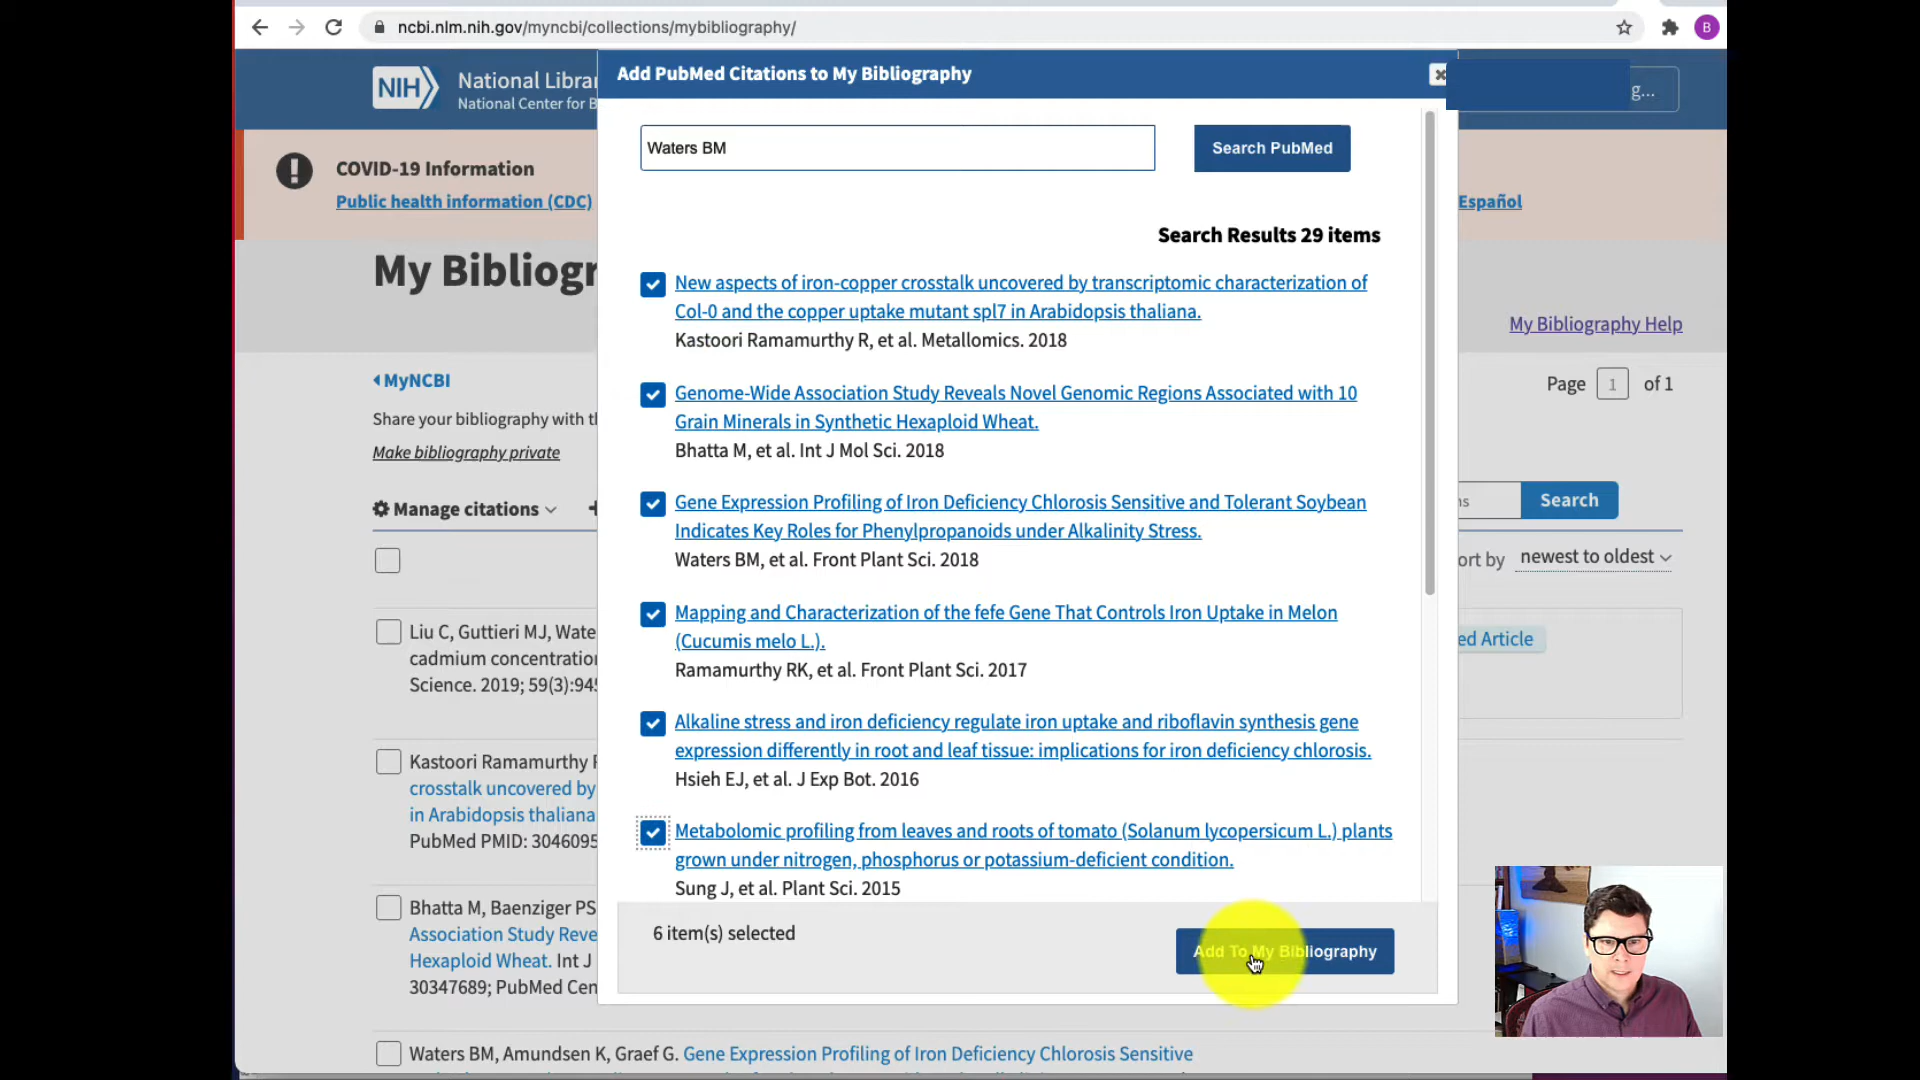 ncbi.nlm.nih.gov/myncbi/collections/mybibliography/
B
NIH
National Libra
National Center for B
Add PubMed Citations to My Bibliography
g...
COVID-19 Information
Public health information (CDC)
Español
Waters BM
Search PubMed
Search Results 29 items
My Bibliogr
My Bibliography Help
MyNCBI
Page 1 of 1
Share your bibliography with th
Make bibliography private
Manage citations
Search
ort by newest to oldest
New aspects of iron-copper crosstalk uncovered by transcriptomic characterization of
Col-0 and the copper uptake mutant spl7 in Arabidopsis thaliana.
Kastoori Ramamurthy R, et al. Metallomics. 2018
Genome-Wide Association Study Reveals Novel Genomic Regions Associated with 10
Grain Minerals in Synthetic Hexaploid Wheat.
Bhatta M, et al. Int J Mol Sci. 2018
Gene Expression Profiling of Iron Deficiency Chlorosis Sensitive and Tolerant Soybean
Indicates Key Roles for Phenylpropanoids under Alkalinity Stress.
Waters BM, et al. Front Plant Sci. 2018
Mapping and Characterization of the fefe Gene That Controls Iron Uptake in Melon
(Cucumis melo L.).
Ramamurthy RK, et al. Front Plant Sci. 2017
Alkaline stress and iron deficiency regulate iron uptake and riboflavin synthesis gene
expression differently in root and leaf tissue: implications for iron deficiency chlorosis.
Hsieh EJ, et al. J Exp Bot. 2016
Metabolomic profiling from leaves and roots of tomato (Solanum lycopersicum L.) plants
grown under nitrogen, phosphorus or potassium-deficient condition.
Sung J, et al. Plant Sci. 2015
6 item(s) selected
Add To My Bibliography
Liu C, Guttieri MJ, Wate
cadmium concentration
Science. 2019; 59(3):945
ed Article
Kastoori Ramamurthy R
crosstalk uncovered by
in Arabidopsis thaliana
PubMed PMID: 3046095
Bhatta M, Baenziger PS
Association Study Reve
Hexaploid Wheat. Int J
30347689; PubMed Cen
Waters BM, Amundsen K, Graef G. Gene Expression Profiling of Iron Deficiency Chlorosis Sensitive